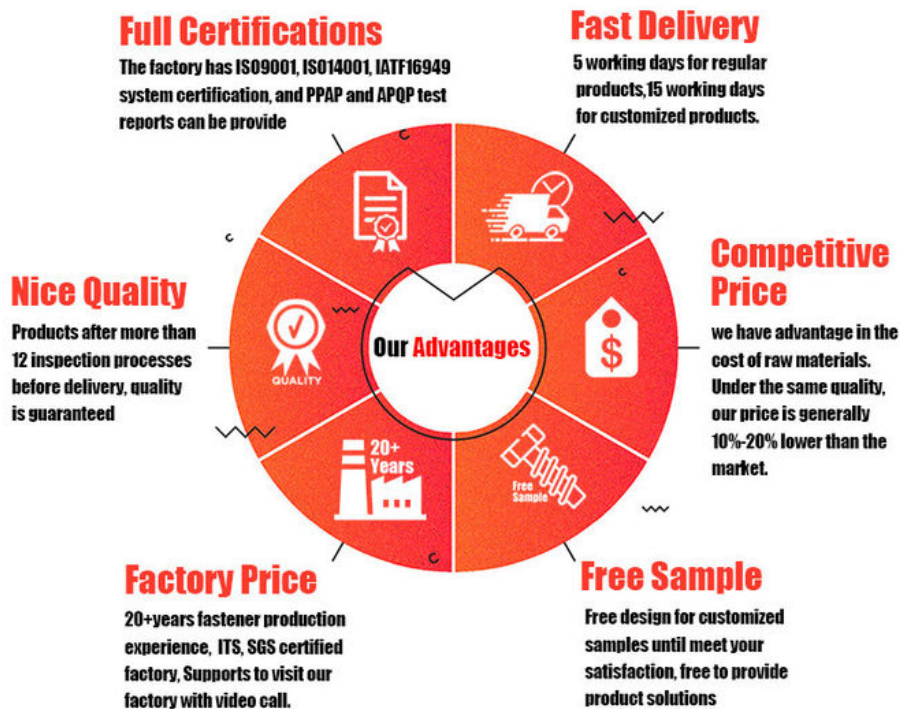 Full Certifications
The factory has ISO9001, ISO14001, IATF16949
system certification, and PPAP and APQP test
reports can be provide
Fast Delivery
5 working days for regular
products,15 working days
for customized products.
Nice Quality
Products after more than
12 inspection processes
before delivery, quality
is guaranteed
QUALITY
Our Advantages
$
Competitive
Price
we have advantage in the
cost of raw materials.
Under the same quality,
our price is generally
10%-20% lower than the
market.
20+
Years
Free
Sample
Factory Price
20+years fastener production
experience, ITS, SGS certified
factory, Supports to visit our
factory with video call.
Free Sample
Free design for customized
samples until meet your
satisfaction, free to provide
product solutions